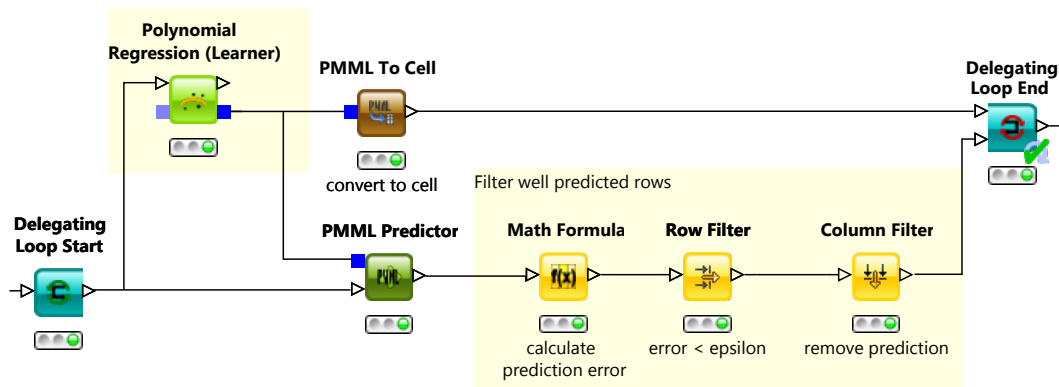 Polynomial
Regression (Learner)
PMML To Cell
Delegating
Loop End
convert to cell
Filter well predicted rows
Delegating
Loop Start
PMML Predictor
Math Formula
Row Filter
Column Filter
f(x)
calculate
prediction error
error < epsilon
remove prediction